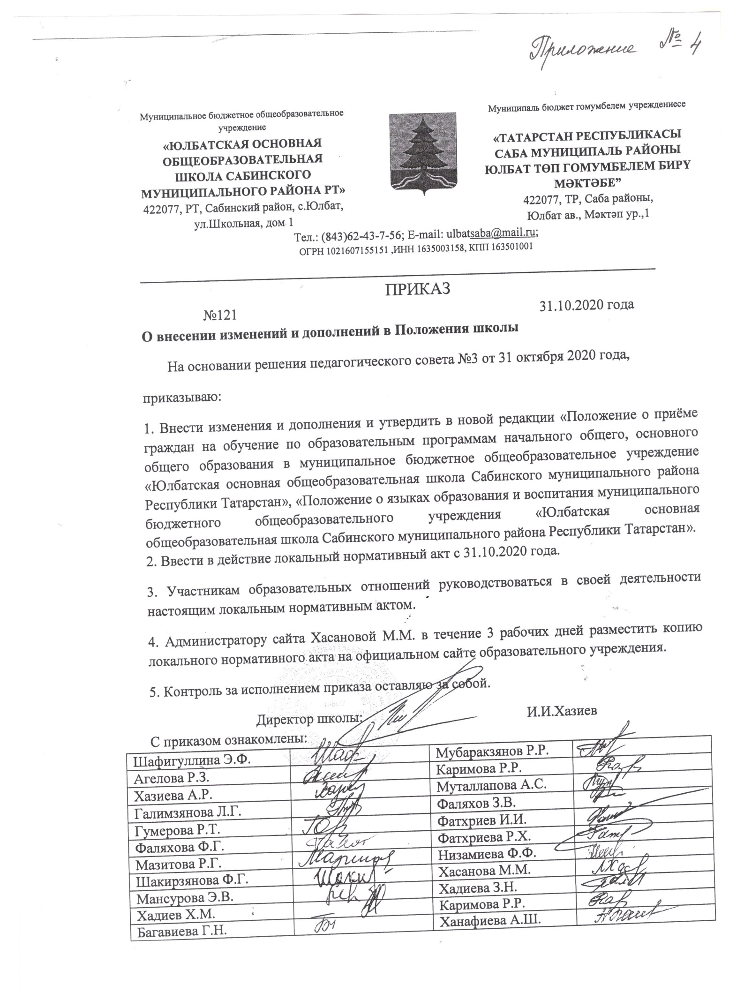 Приложение № 4
Муниципальное бюджетное общеобразовательное
учреждение
«ЮЛБАТСКАЯ ОСНОВНАЯ
ОБЩЕОБРАЗОВАТЕЛЬНАЯ
ШКОЛА САБИНСКОГО
МУНИЦИПАЛЬНОГО РАЙОНА РТ»
422077, РТ, Сабинский район, с.Юлбат,
ул.Школьная, дом 1
Муниципаль бюджет гомумбелем учреждениесе
«ТАТАРСТАН РЕСПУБЛИКАСЫ
САБА МУНИЦИПАЛЬ РАЙОНЫ
ЮЛБАТ ТӨП ГОМУМБЕЛЕМ БИРҮ
МӘКТӘБЕ”
422077, ТР, Саба районы,
Юлбат ав., Мәктәп ур.,1
Тел.: (843)62-43-7-56; E-mail: ulbatsaba@mail.ru;
ОГРН 1021607155151 ,ИНН 1635003158, КПП 163501001
ПРИКАЗ
№121 31.10.2020 года
О внесении изменений и дополнений в Положения школы
На основании решения педагогического совета №3 от 31 октября 2020 года,
приказываю:
1. Внести изменения и дополнения и утвердить в новой редакции «Положение о приёме
граждан на обучение по образовательным программам начального общего, основного
общего образования в муниципальное бюджетное общеобразовательное учреждение
«Юлбатская основная общеобразовательная школа Сабинского муниципального района
Республики Татарстан», «Положение о языках образования и воспитания муниципального
бюджетного общеобразовательного учреждения «Юлбатская основная
общеобразовательная школа Сабинского муниципального района Республики Татарстан».
2. Ввести в действие локальный нормативный акт с 31.10.2020 года.
3. Участникам образовательных отношений руководствоваться в своей деятельности
настоящим локальным нормативным актом.
4. Администратору сайта Хасановой М.М. в течение 3 рабочих дней разместить копию
локального нормативного акта на официальном сайте образовательного учреждения.
5. Контроль за исполнением приказа оставляю за собой.
Директор школы: И.И.Хазиев
С приказом ознакомлены:
Шафигуллина Э.Ф. Мубаракзянов Р.Р.
Агелова Р.З. Каримова Р.Р.
Хазиева А.Р. Муталлапова А.С.
Галимзянова Л.Г. Фаляхов З.В.
Гумерова Р.Т. Фатхриев И.И.
Фаляхова Ф.Г. Фатхриева Р.Х.
Мазитова Р.Г. Низамиева Ф.Ф.
Шакирзянова Ф.Г. Хасанова М.М.
Мансурова Э.В. Хадиева З.Н.
Хадиев Х.М. Каримова Р.Р.
Багавиева Г.Н. Ханафиева А.Ш.